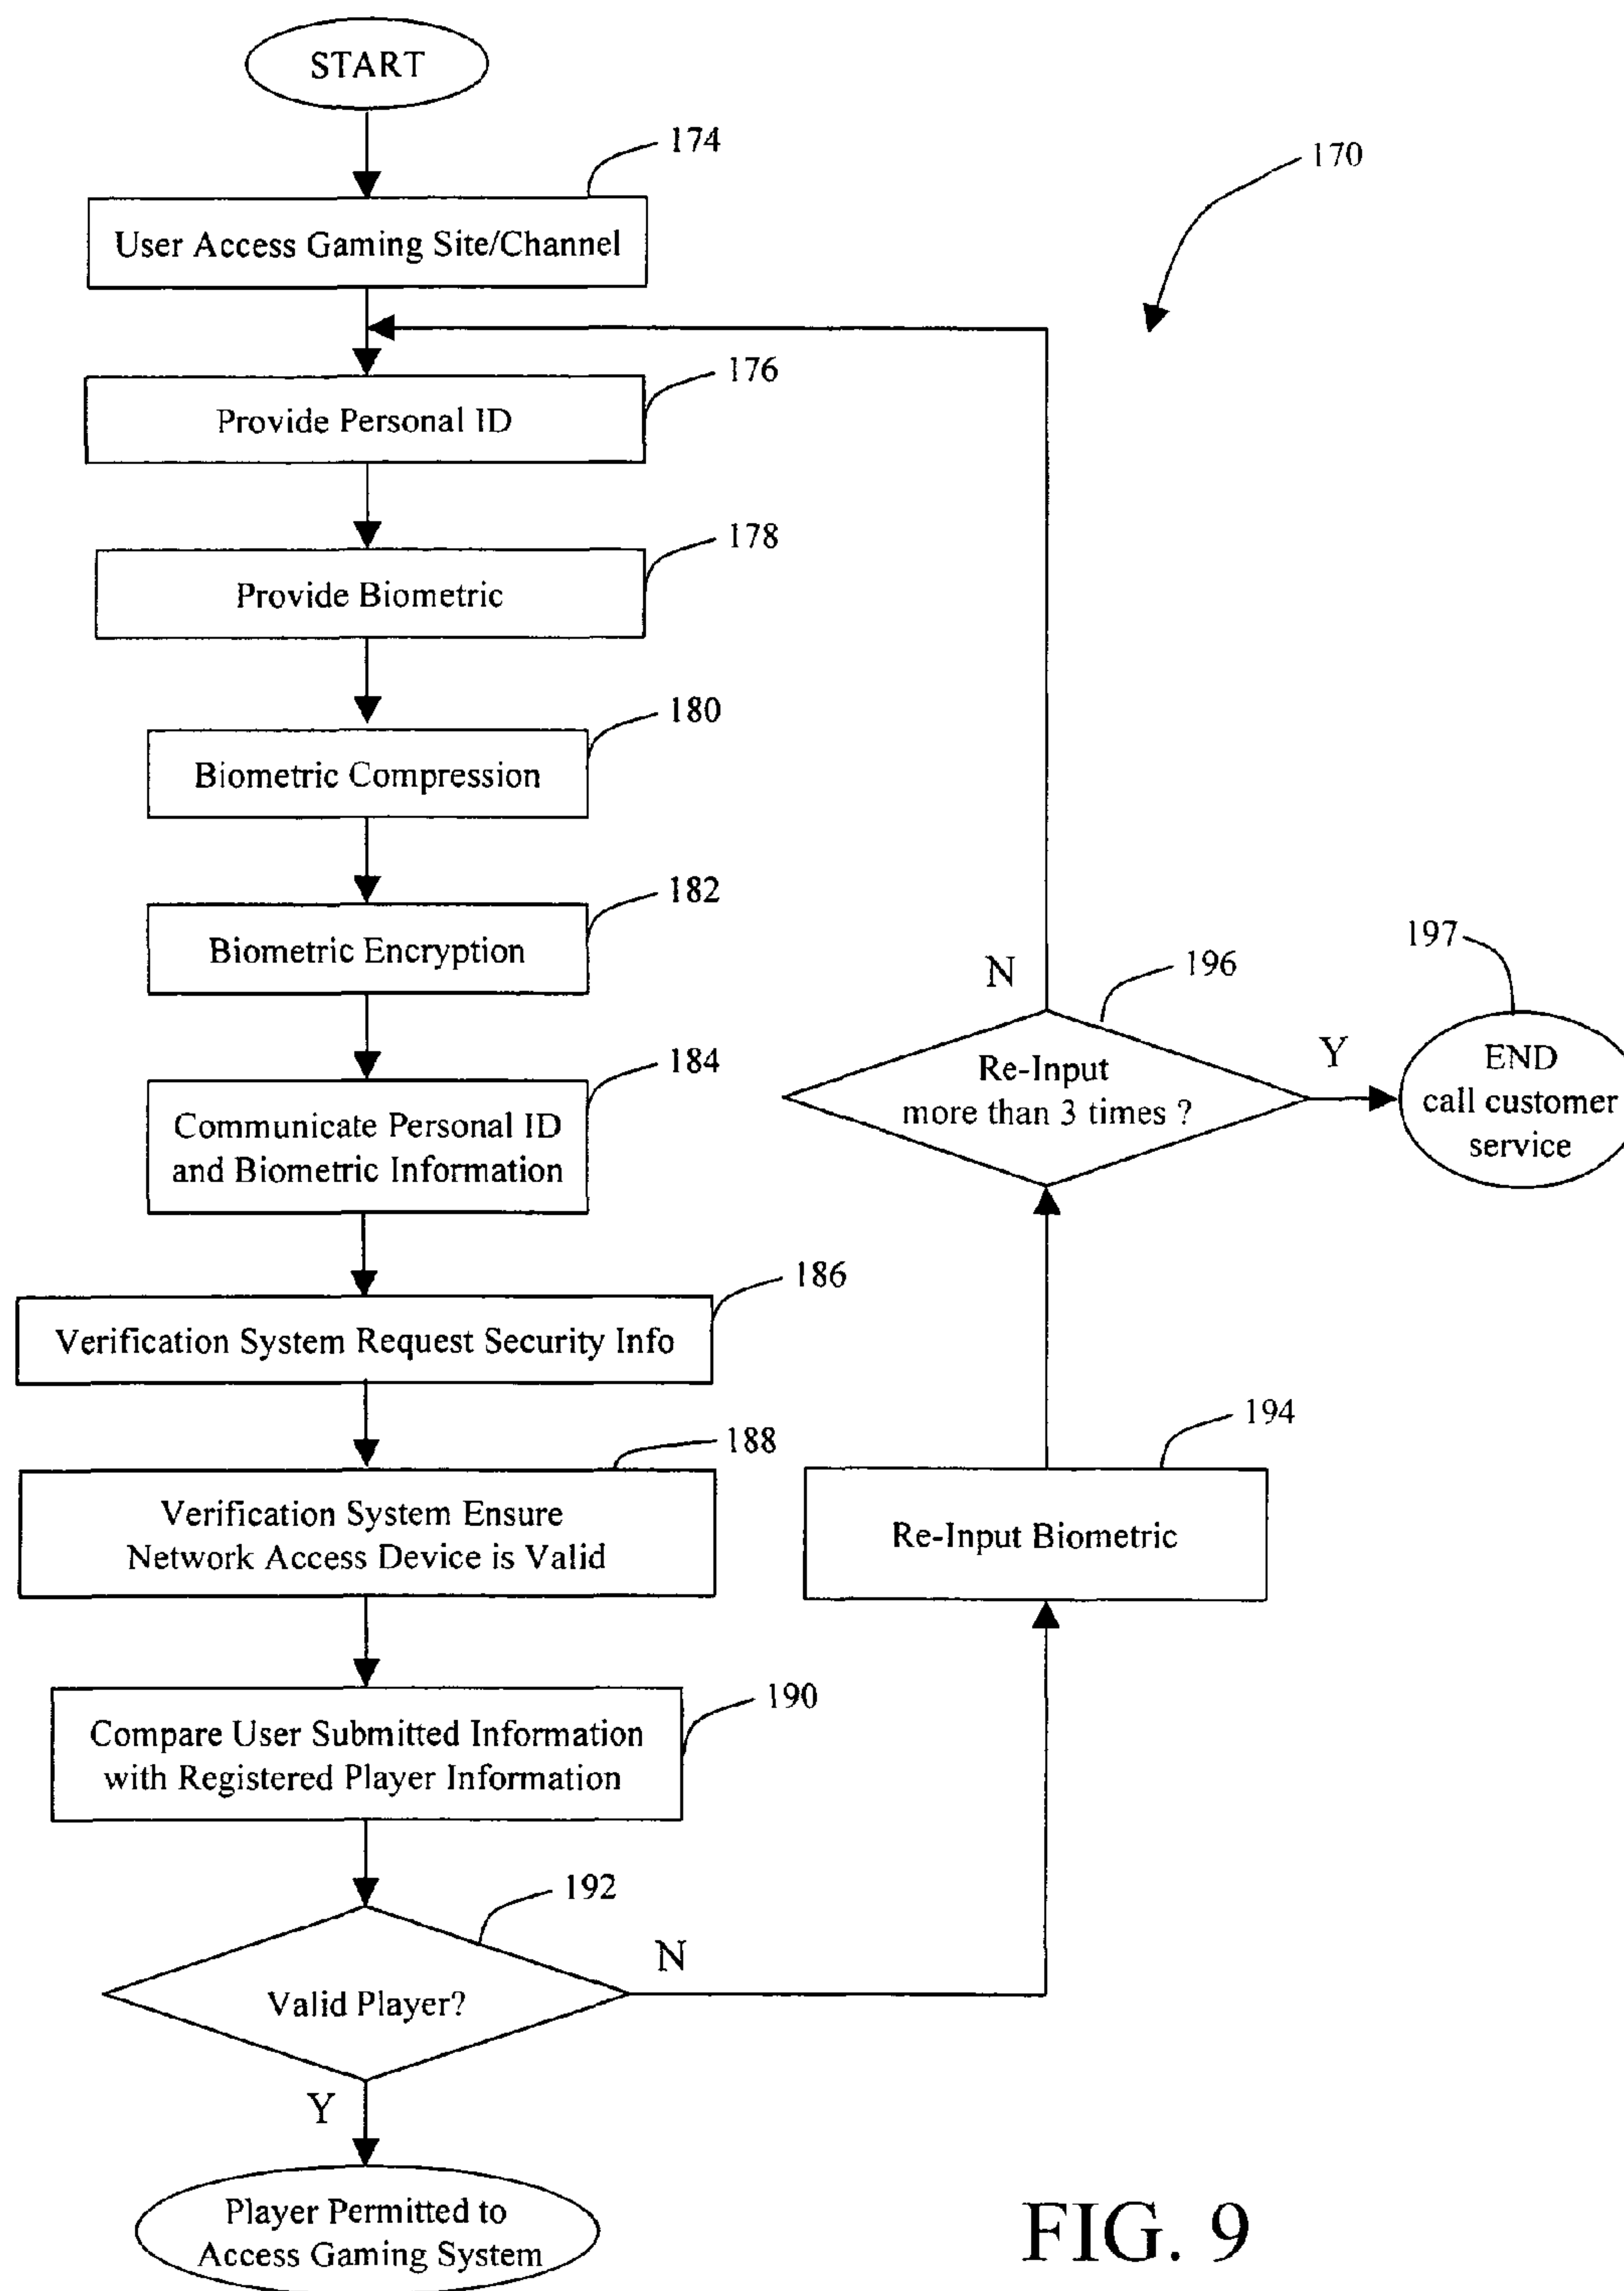 START
174
170
User Access Gaming Site/Channel
176
Provide Personal ID
178
Provide Biometric
180
Biometric Compression
182
Biometric Encryption
184
Communicate Personal ID
and Biometric Information
N
196
197
Re-Input
more than 3 times ?
Y
END
call customer
service
186
Verification System Request Security Info
188
Verification System Ensure
Network Access Device is Valid
194
Re-Input Biometric
190
Compare User Submitted Information
with Registered Player Information
192
Valid Player?
N
Y
Player Permitted to
Access Gaming System
FIG. 9